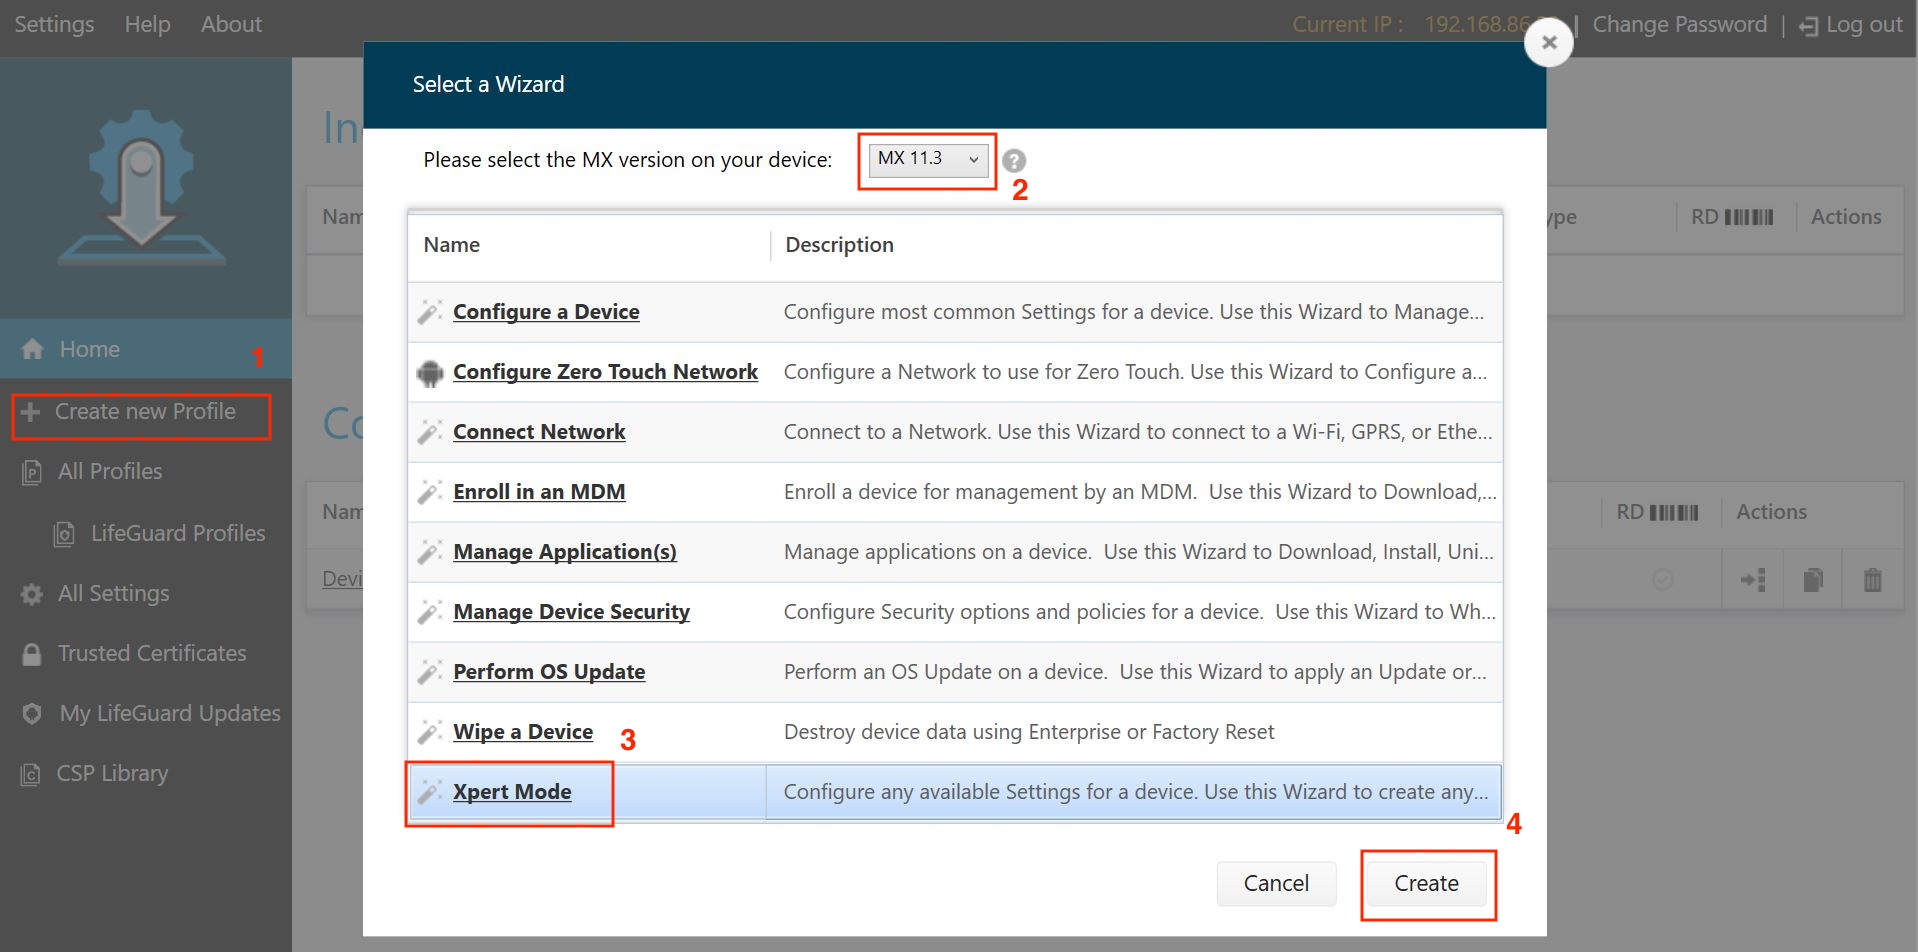 Settings Help About
Current IP : 192.168.86. | Change Password | Log out
Select a Wizard
Please select the MX version on your device: MX 11.3 ?
2
Name Description
Configure a Device Configure most common Settings for a device. Use this Wizard to Manage...
Configure Zero Touch Network Configure a Network to use for Zero Touch. Use this Wizard to Configure a...
Connect Network Connect to a Network. Use this Wizard to connect to a Wi-Fi, GPRS, or Ethe...
Enroll in an MDM Enroll a device for management by an MDM. Use this Wizard to Download,...
Manage Application(s) Manage applications on a device. Use this Wizard to Download, Install, Uni...
Manage Device Security Configure Security options and policies for a device. Use this Wizard to Wh...
Perform OS Update Perform an OS Update on a device. Use this Wizard to apply an Update or...
Wipe a Device 3 Destroy device data using Enterprise or Factory Reset
Xpert Mode Configure any available Settings for a device. Use this Wizard to create any...
4
Cancel Create
Home 1
Create new Profile
All Profiles
LifeGuard Profiles
All Settings
Trusted Certificates
My LifeGuard Updates
CSP Library
In
Nam ype RD Actions
Co
Nam RD Actions
Devi